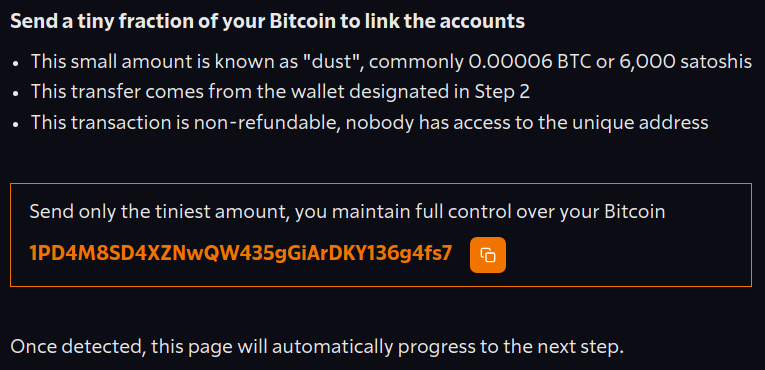 Send a tiny fraction of your Bitcoin to link the accounts
• This small amount is known as "dust", commonly 0.00006 BTC or 6,000 satoshis
• This transfer comes from the wallet designated in Step 2
• This transaction is non-refundable, nobody has access to the unique address
Send only the tiniest amount, you maintain full control over your Bitcoin
1PD4M8SD4XZNwQW435gGiArDKY136g4fs7
Once detected, this page will automatically progress to the next step.